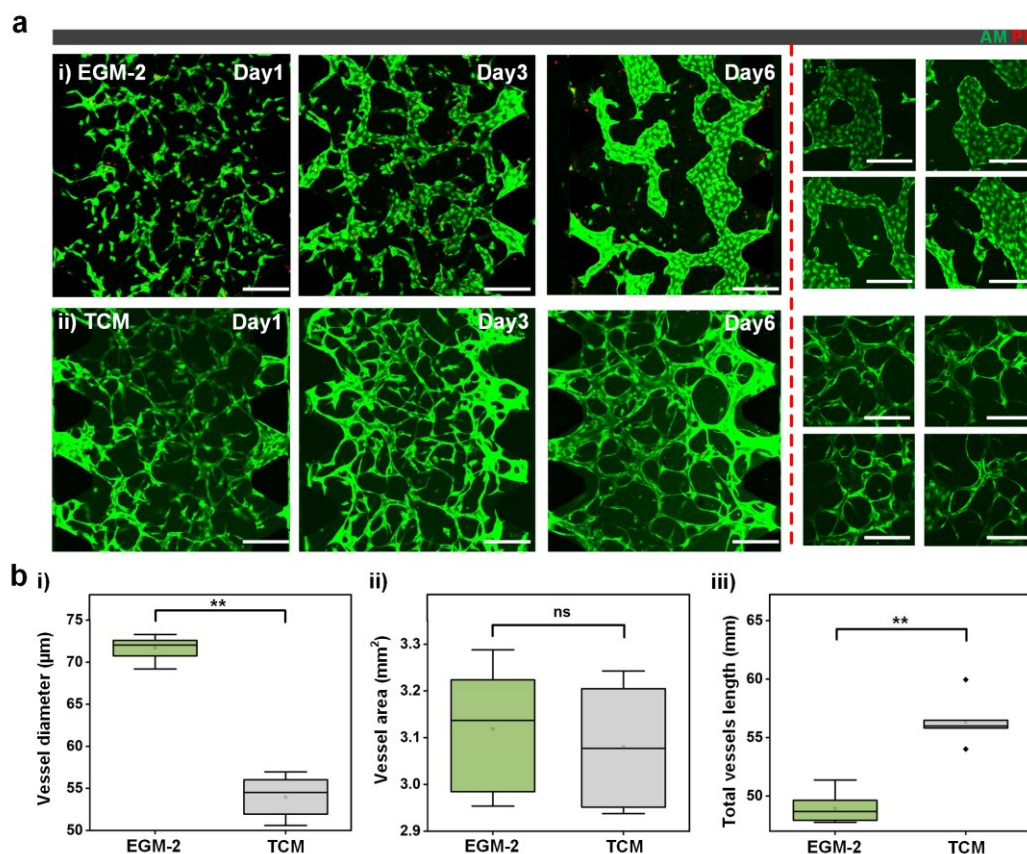 a
AM PI
i) EGM-2 Day1 Day3 Day6
ii) TCM Day1 Day3 Day6
b i) ii) iii)
Vessel diameter (µm)
75
70
65
60
55
50
**
EGM-2 TCM
Vessel area (mm²)
3.3
3.2
3.1
3.0
2.9
ns
EGM-2 TCM
Total vessels length (mm)
65
60
55
50
**
EGM-2 TCM